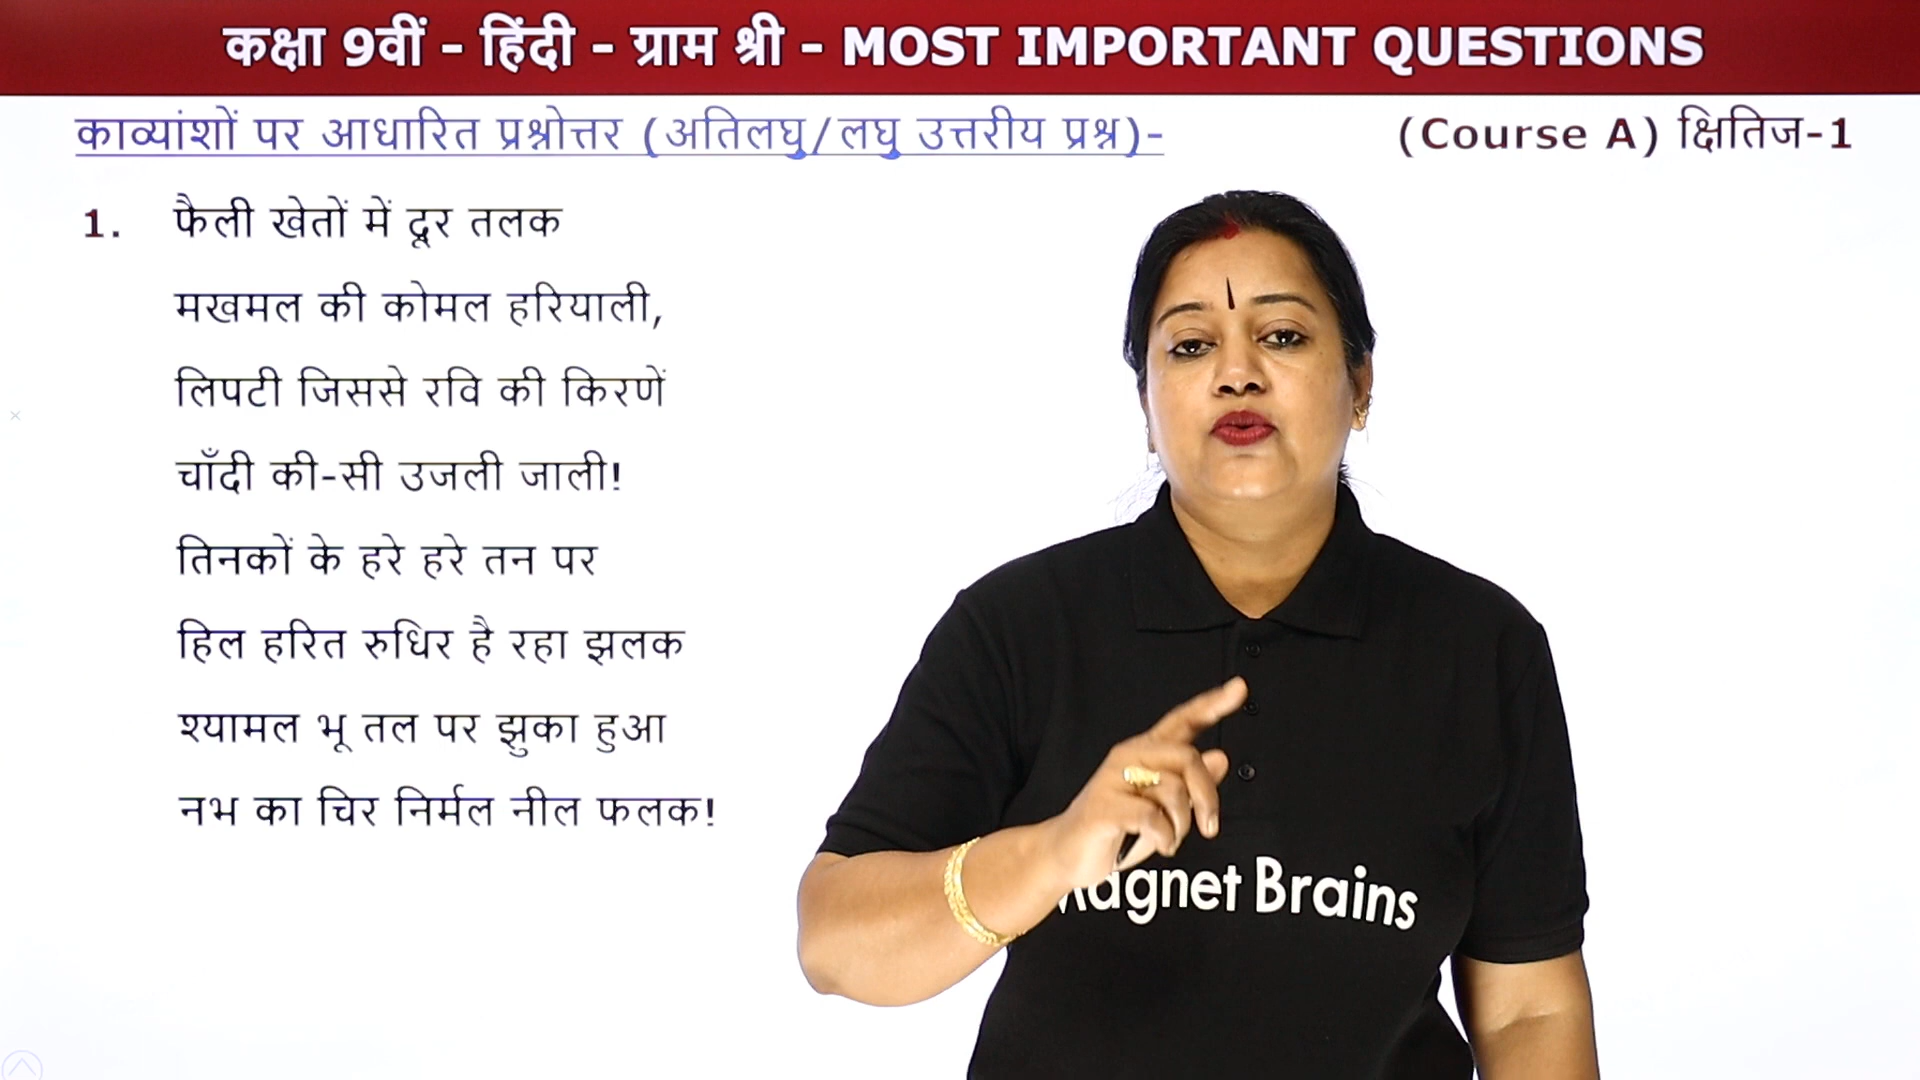 कक्षा 9वीं - हिंदी - ग्राम श्री - MOST IMPORTANT QUESTIONS
काव्यांशों पर आधारित प्रश्नोत्तर (अतिलघु/लघु उत्तरीय प्रश्न)-
(Course A) क्षितिज-1
1. फैली खेतों में दूर तलक
मखमल की कोमल हरियाली,
लिपटी जिससे रवि की किरणें
चाँदी की-सी उजली जाली!
तिनकों के हरे हरे तन पर
हिल हरित रुधिर है रहा झलक
श्यामल भू तल पर झुका हुआ
नभ का चिर निर्मल नील फलक!
Brains